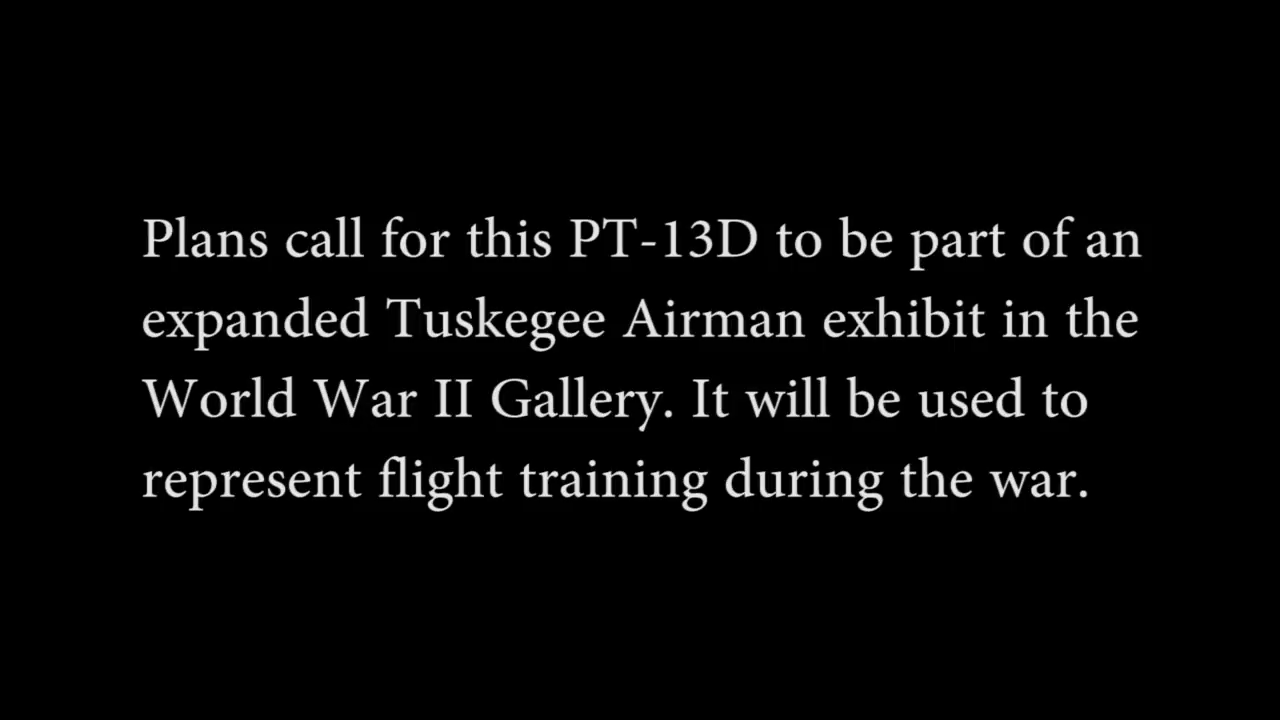 Plans call for this PT-13D to be part of an
expanded Tuskegee Airman exhibit in the
World War II Gallery. It will be used to
represent flight training during the war.